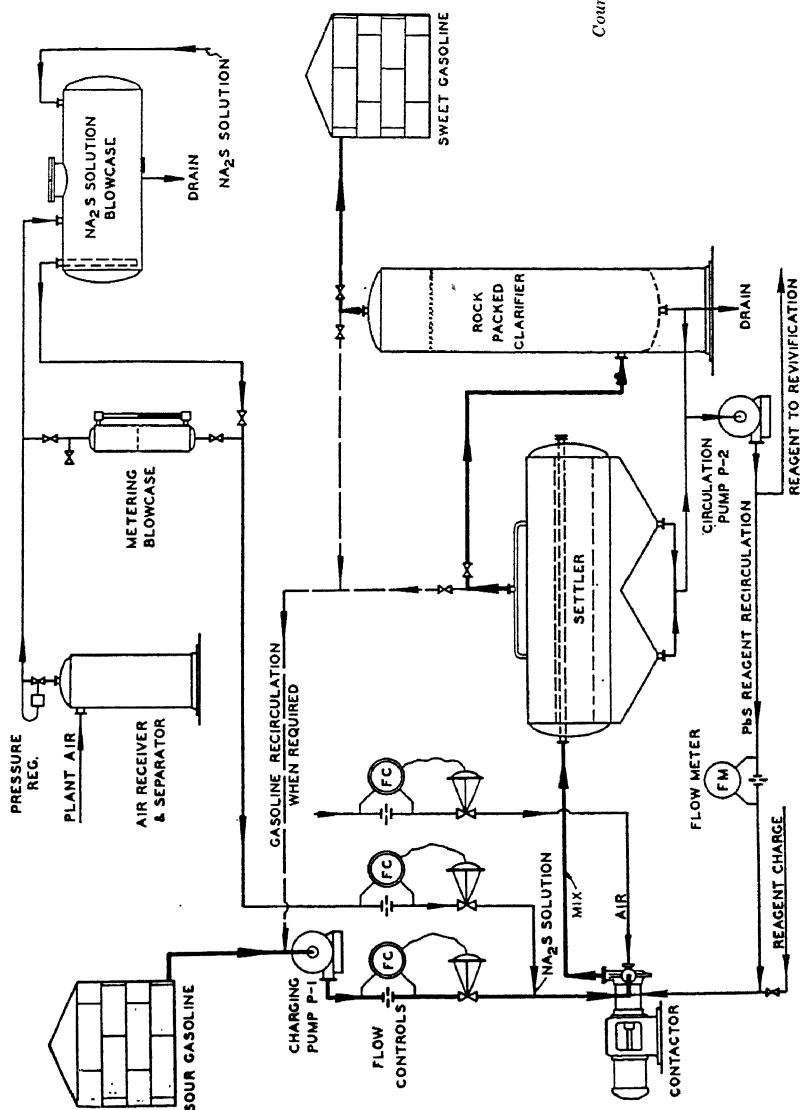 PRESSURE
REG.
PLANT AIR
AIR RECEIVER
& SEPARATOR
METERING
BLOWCASE
NA2S SOLUTION
BLOWCASE
DRAIN
NA2S SOLUTION
SOUR GASOLINE
CHARGING
PUMP P-1
FLOW
CONTROLS
FC
FC
FC
GASOLINE RECIRCULATION
WHEN REQUIRED
SWEET GASOLINE
NA2S SOLUTION
MIX
AIR
CONTACTOR
SETTLER
ROCK
PACKED
CLARIFIER
DRAIN
CIRCULATION
PUMP P-2
FLOW METER
FM
PbS REAGENT RECIRCULATION
REAGENT CHARGE
REAGENT TO REVIVIFICATION
Cour